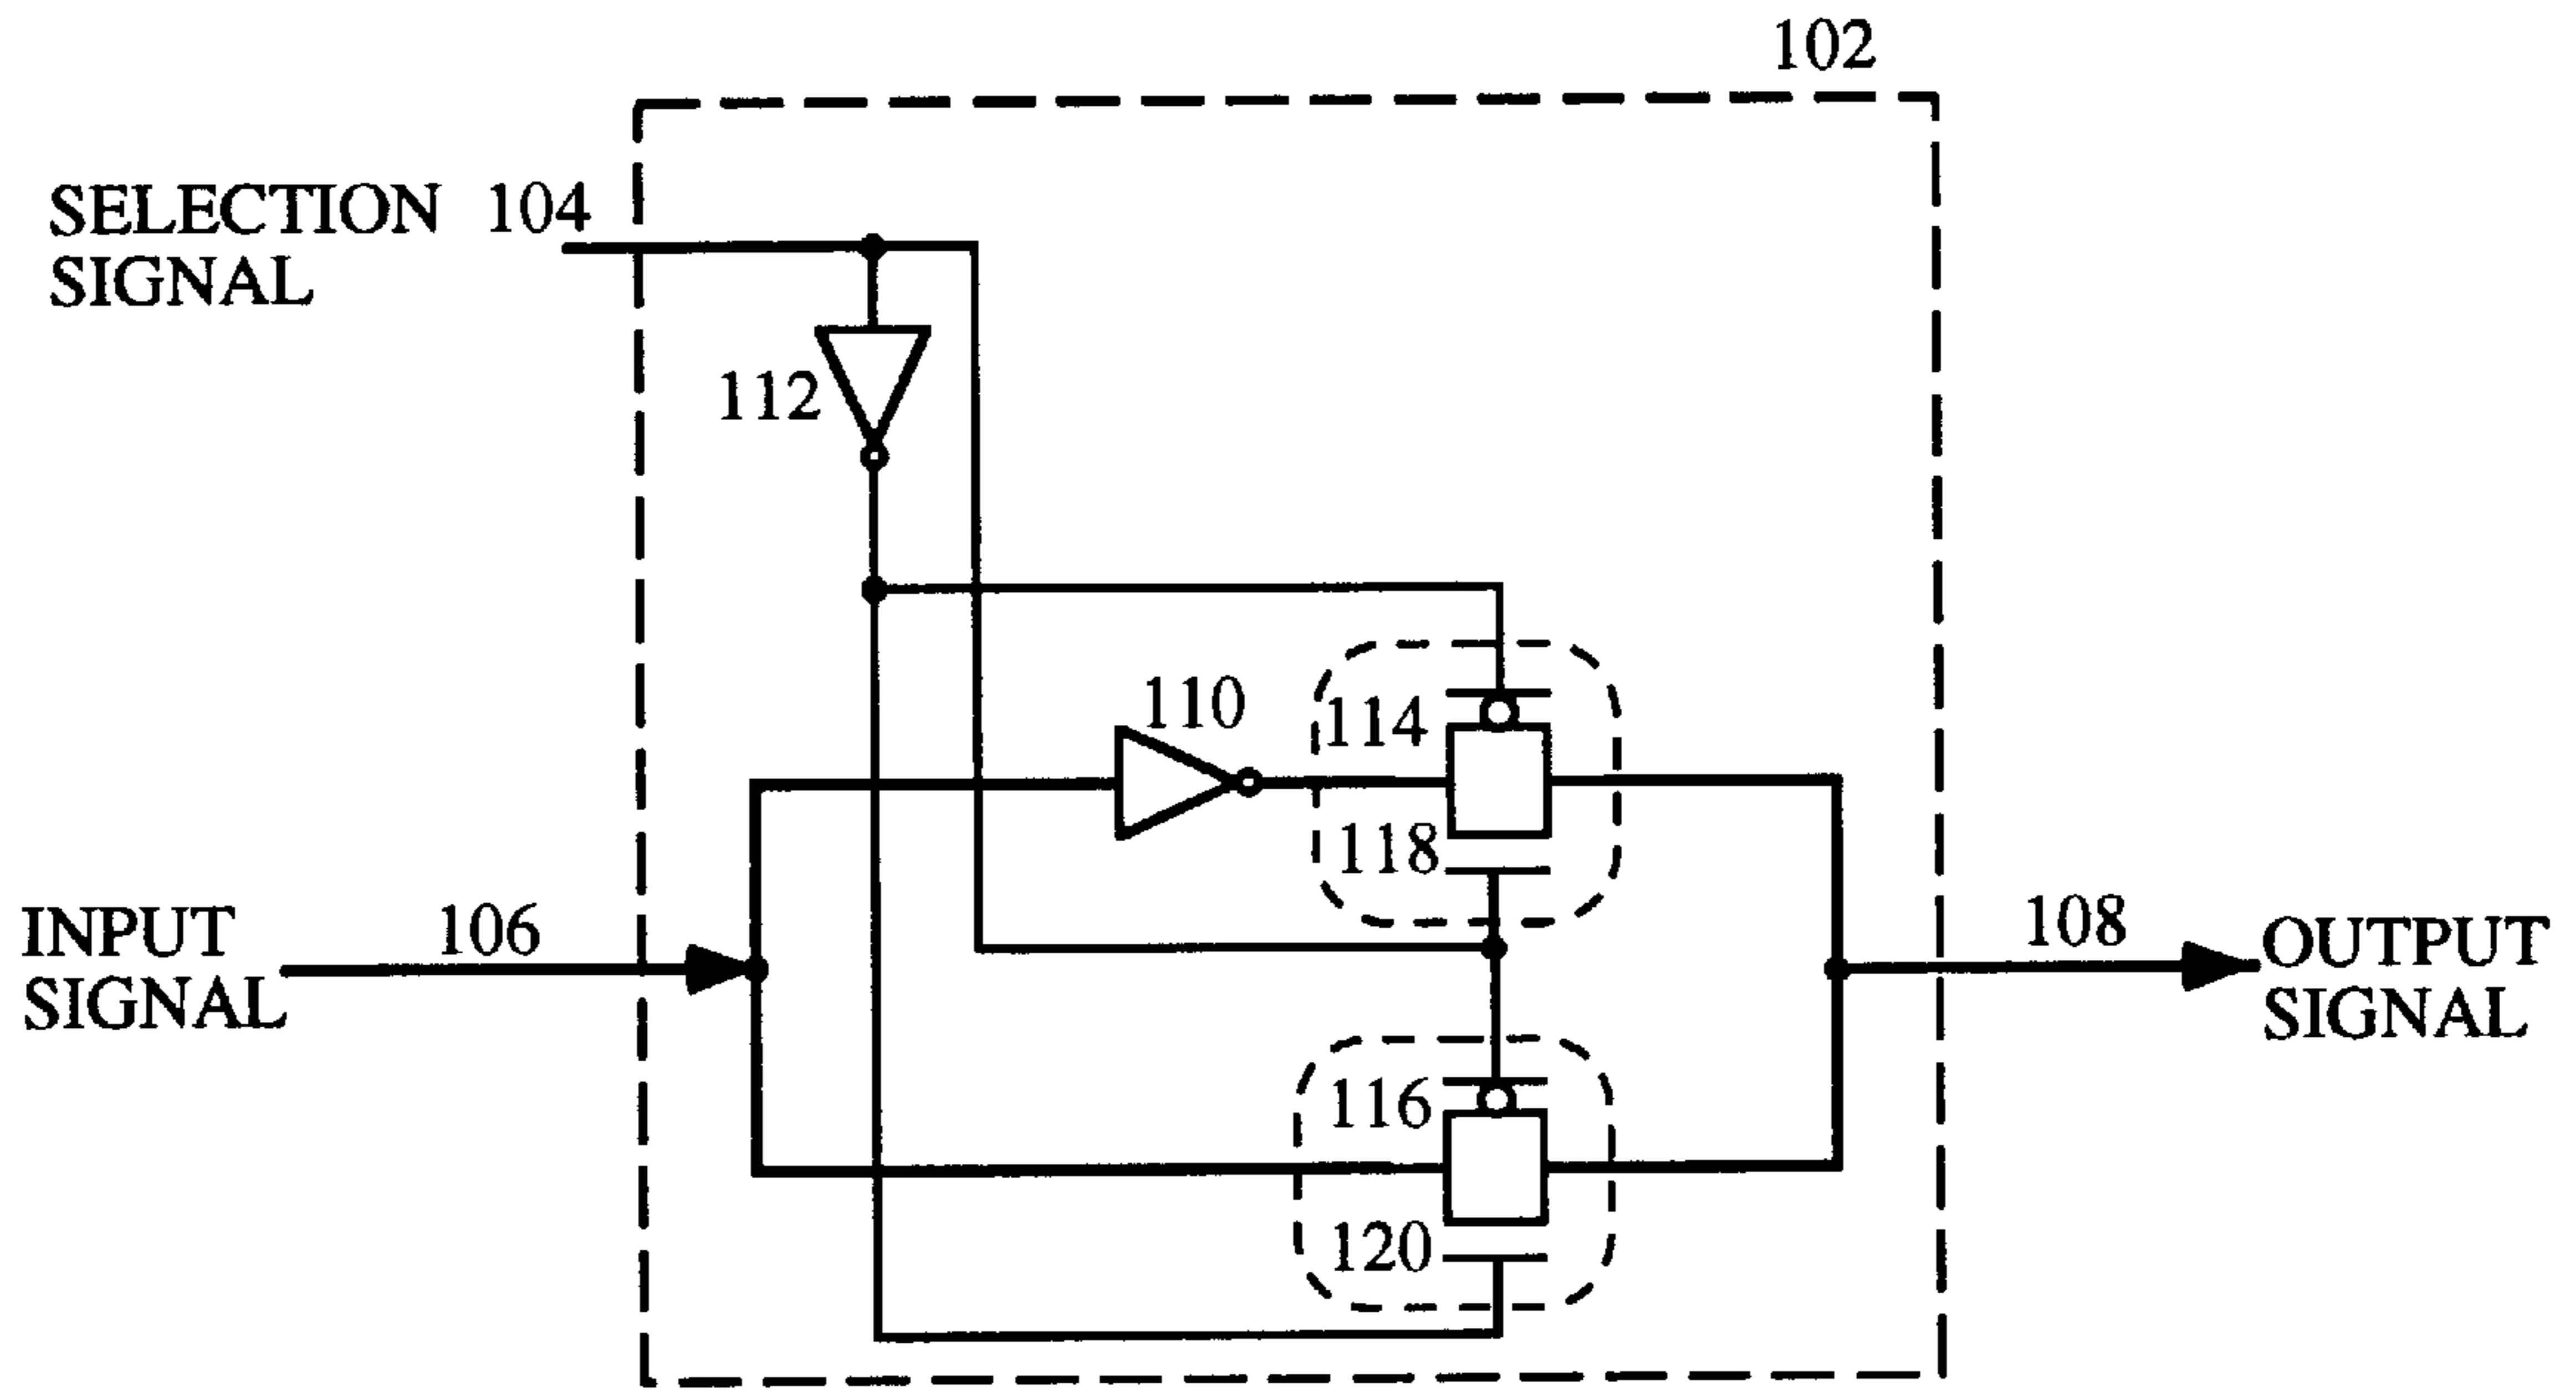 102
SELECTION 104
SIGNAL
112
110
114
118
INPUT
SIGNAL
106
108
OUTPUT
SIGNAL
116
120